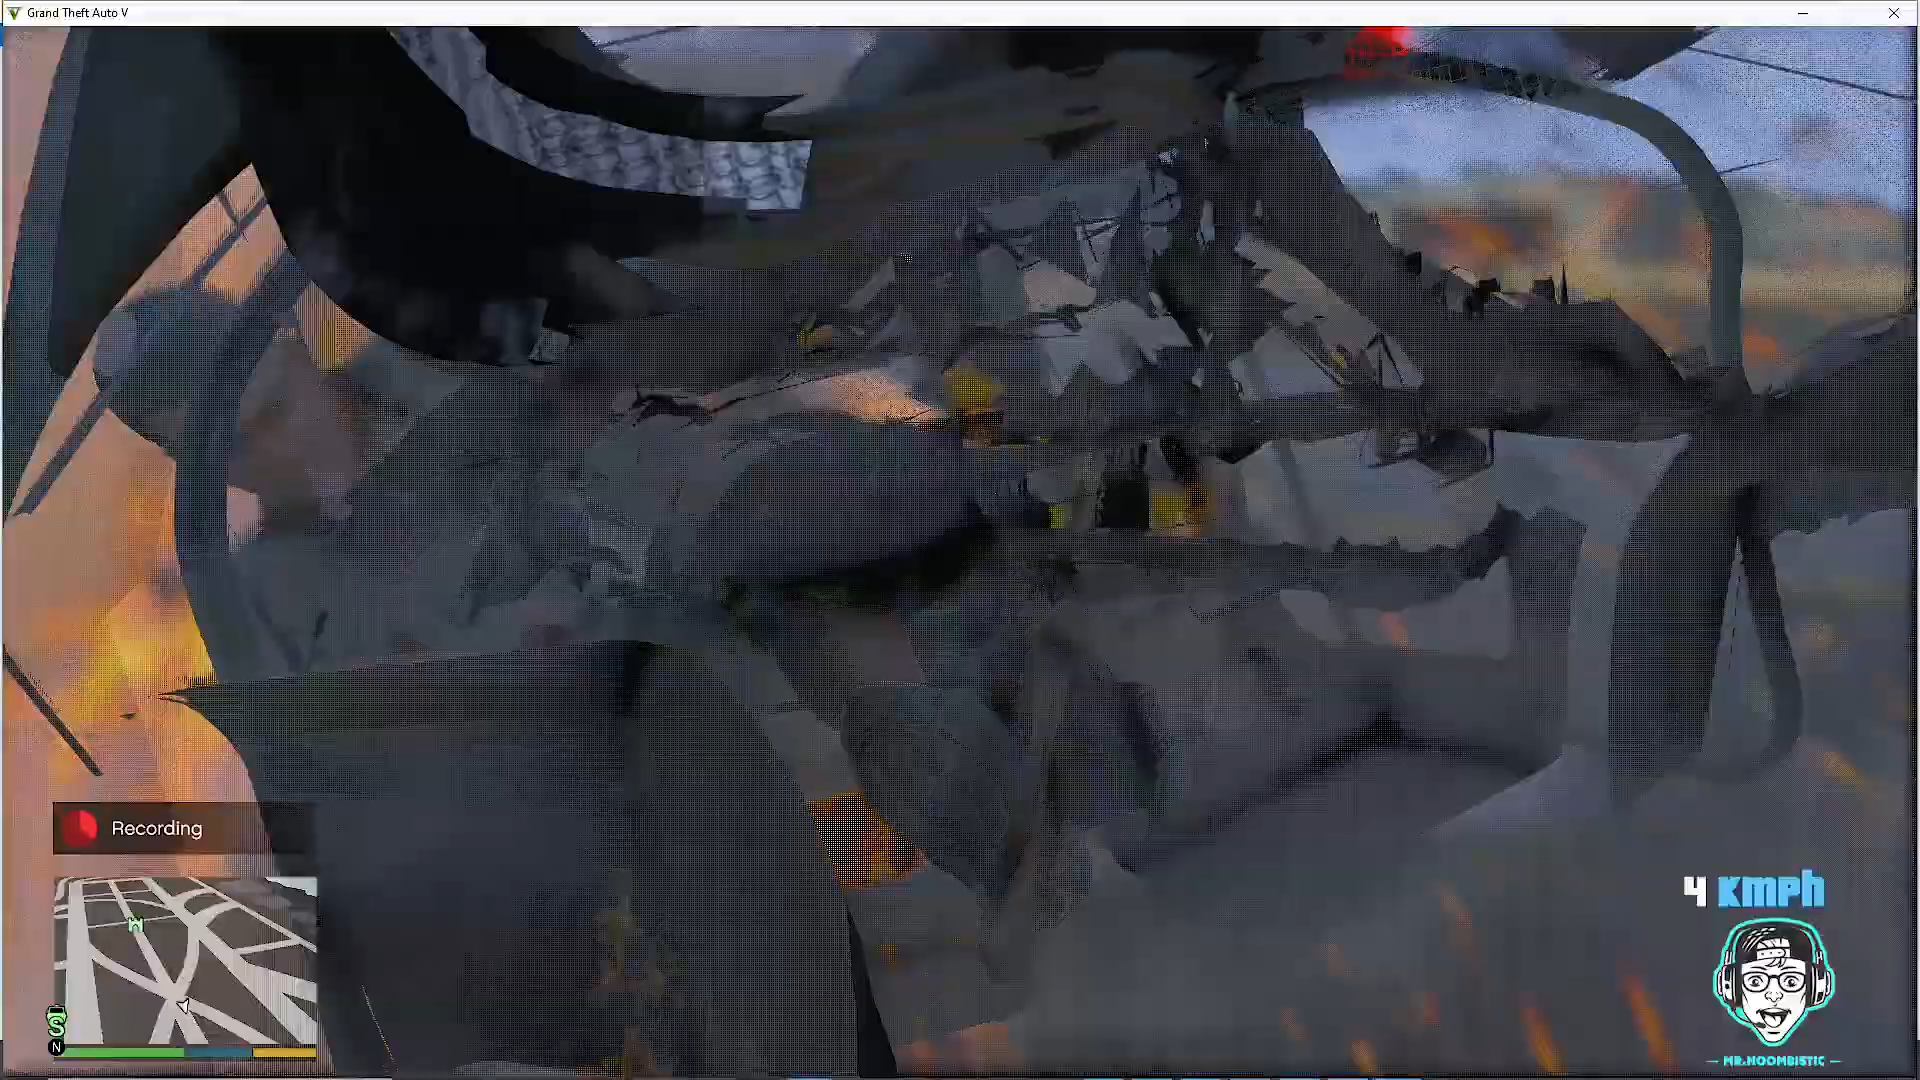 Grand Theft Auto V
Recording
4 kmph
S
N
MR.NOOMBISTIC